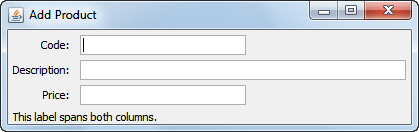 Add Product
Code:
Description:
Price:
This label spans both columns.